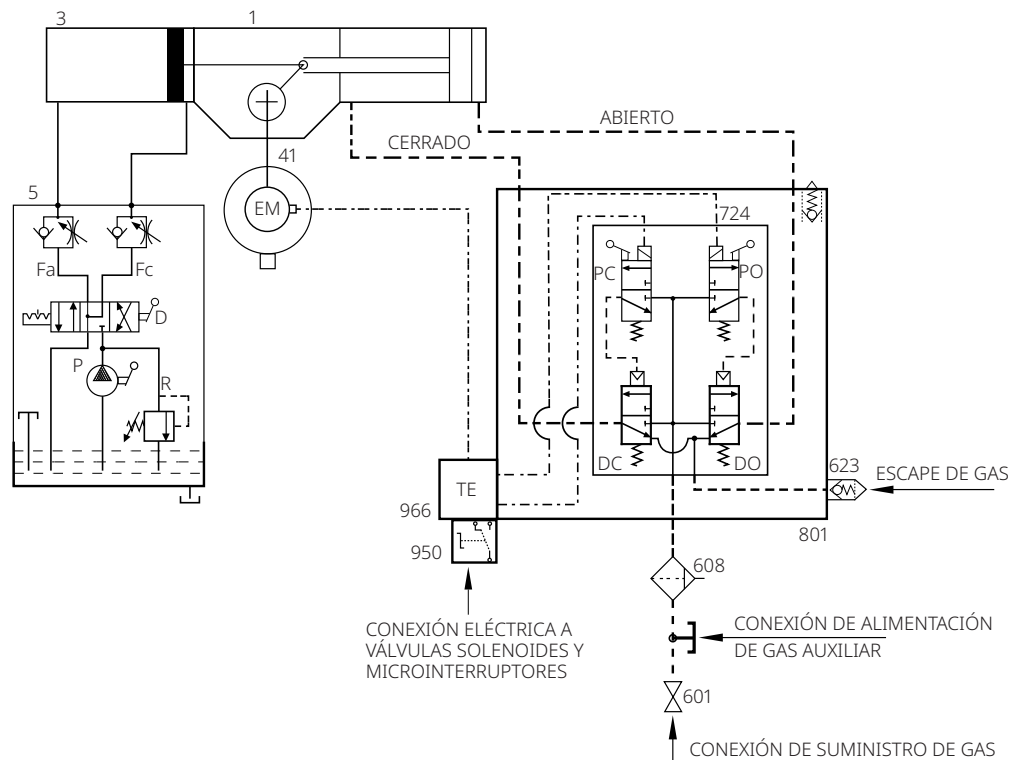 3
1
ABIERTO
CERRADO
41
5
EM
724
Fa
Fc
PC
PO
D
P
R
DC
DO
623
ESCAPE DE GAS
TE
966
801
950
608
CONEXIÓN ELÉCTRICA A
VÁLVULAS SOLENOIDES Y
MICROINTERRUPTORES
CONEXIÓN DE ALIMENTACIÓN
DE GAS AUXILIAR
601
CONEXIÓN DE SUMINISTRO DE GAS